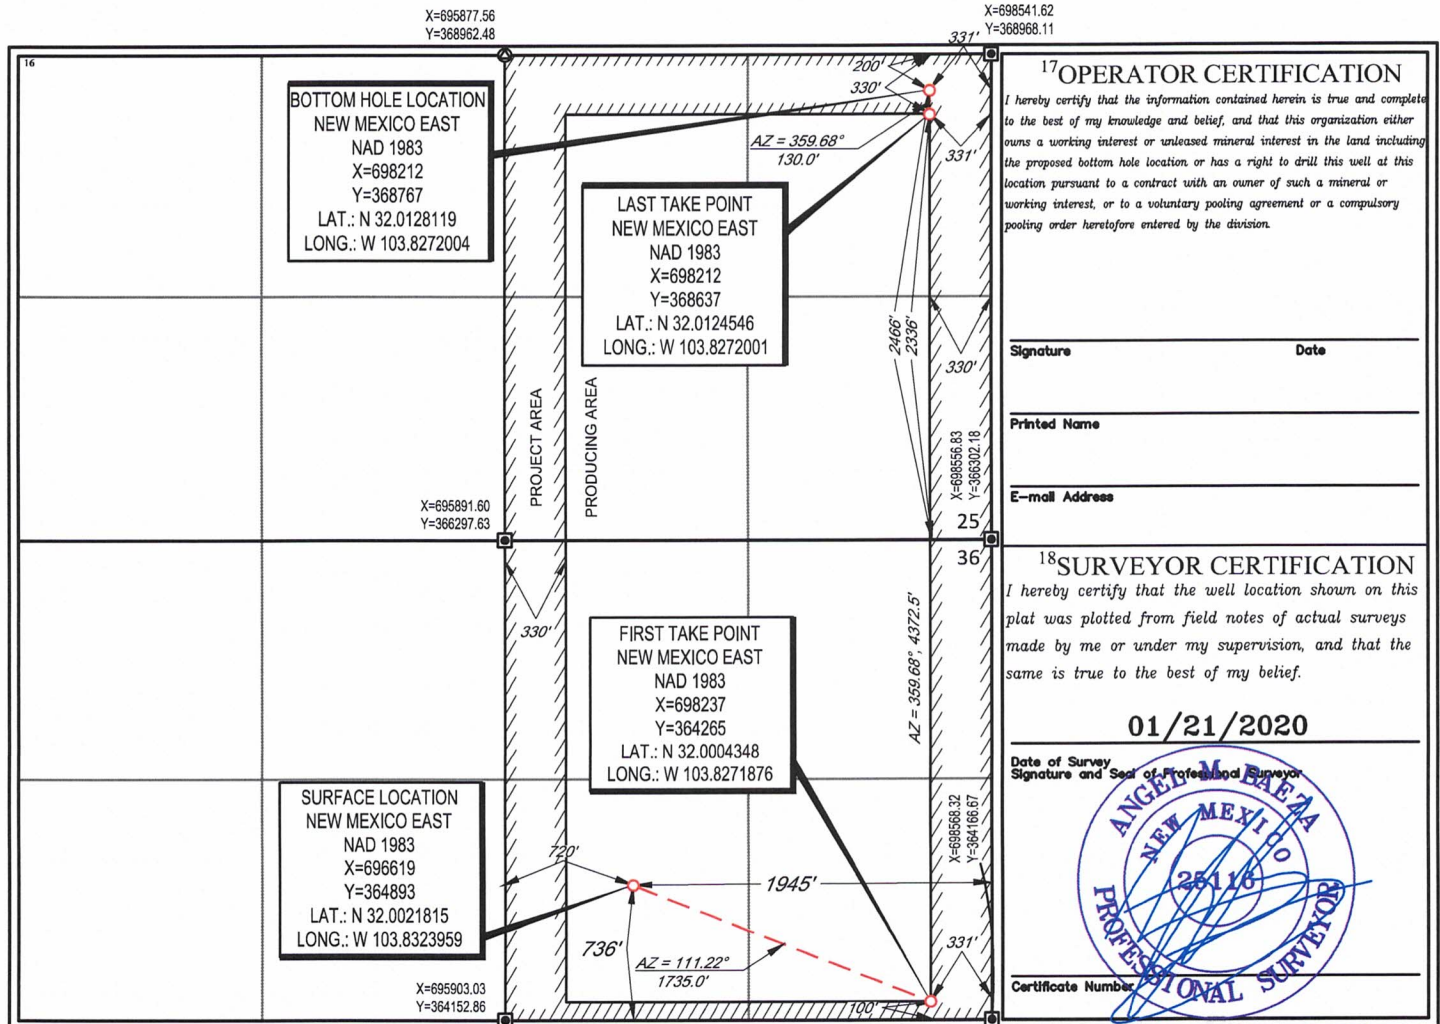 X=695877.56
Y=368962.48
X=698541.62
Y=368968.11
16
331'
200'
330'
BOTTOM HOLE LOCATION
NEW MEXICO EAST
NAD 1983
X=698212
Y=368767
LAT.: N 32.0128119
LONG.: W 103.8272004
AZ = 359.68°
130.0'
331'
LAST TAKE POINT
NEW MEXICO EAST
NAD 1983
X=698212
Y=368637
LAT.: N 32.0124546
LONG.: W 103.8272001
2466'
2336'
330'
PROJECT AREA
PRODUCING AREA
X=698556.83
Y=366302.18
X=695891.60
Y=366297.63
25
36
330'
FIRST TAKE POINT
NEW MEXICO EAST
NAD 1983
X=698237
Y=364265
LAT.: N 32.0004348
LONG.: W 103.8271876
AZ = 359.68°, 4372.5'
SURFACE LOCATION
NEW MEXICO EAST
NAD 1983
X=696619
Y=364893
LAT.: N 32.0021815
LONG.: W 103.8323959
720'
1945'
X=698568.32
Y=364166.67
736'
AZ = 111.22°
1735.0'
331'
100'
X=695903.03
Y=364152.86
17OPERATOR CERTIFICATION
I hereby certify that the information contained herein is true and complete
to the best of my knowledge and belief, and that this organization either
owns a working interest or unleased mineral interest in the land including
the proposed bottom hole location or has a right to drill this well at this
location pursuant to a contract with an owner of such a mineral or
working interest, or to a voluntary pooling agreement or a compulsory
pooling order heretofore entered by the division.
Signature Date
Printed Name
E-mail Address
18SURVEYOR CERTIFICATION
I hereby certify that the well location shown on this
plat was plotted from field notes of actual surveys
made by me or under my supervision, and that the
same is true to the best of my belief.
01/21/2020
Date of Survey
Signature and Seal of Professional Surveyor
ANGEL M. BAEZA
NEW MEXICO
25116
PROFESSIONAL SURVEYOR
Certificate Number